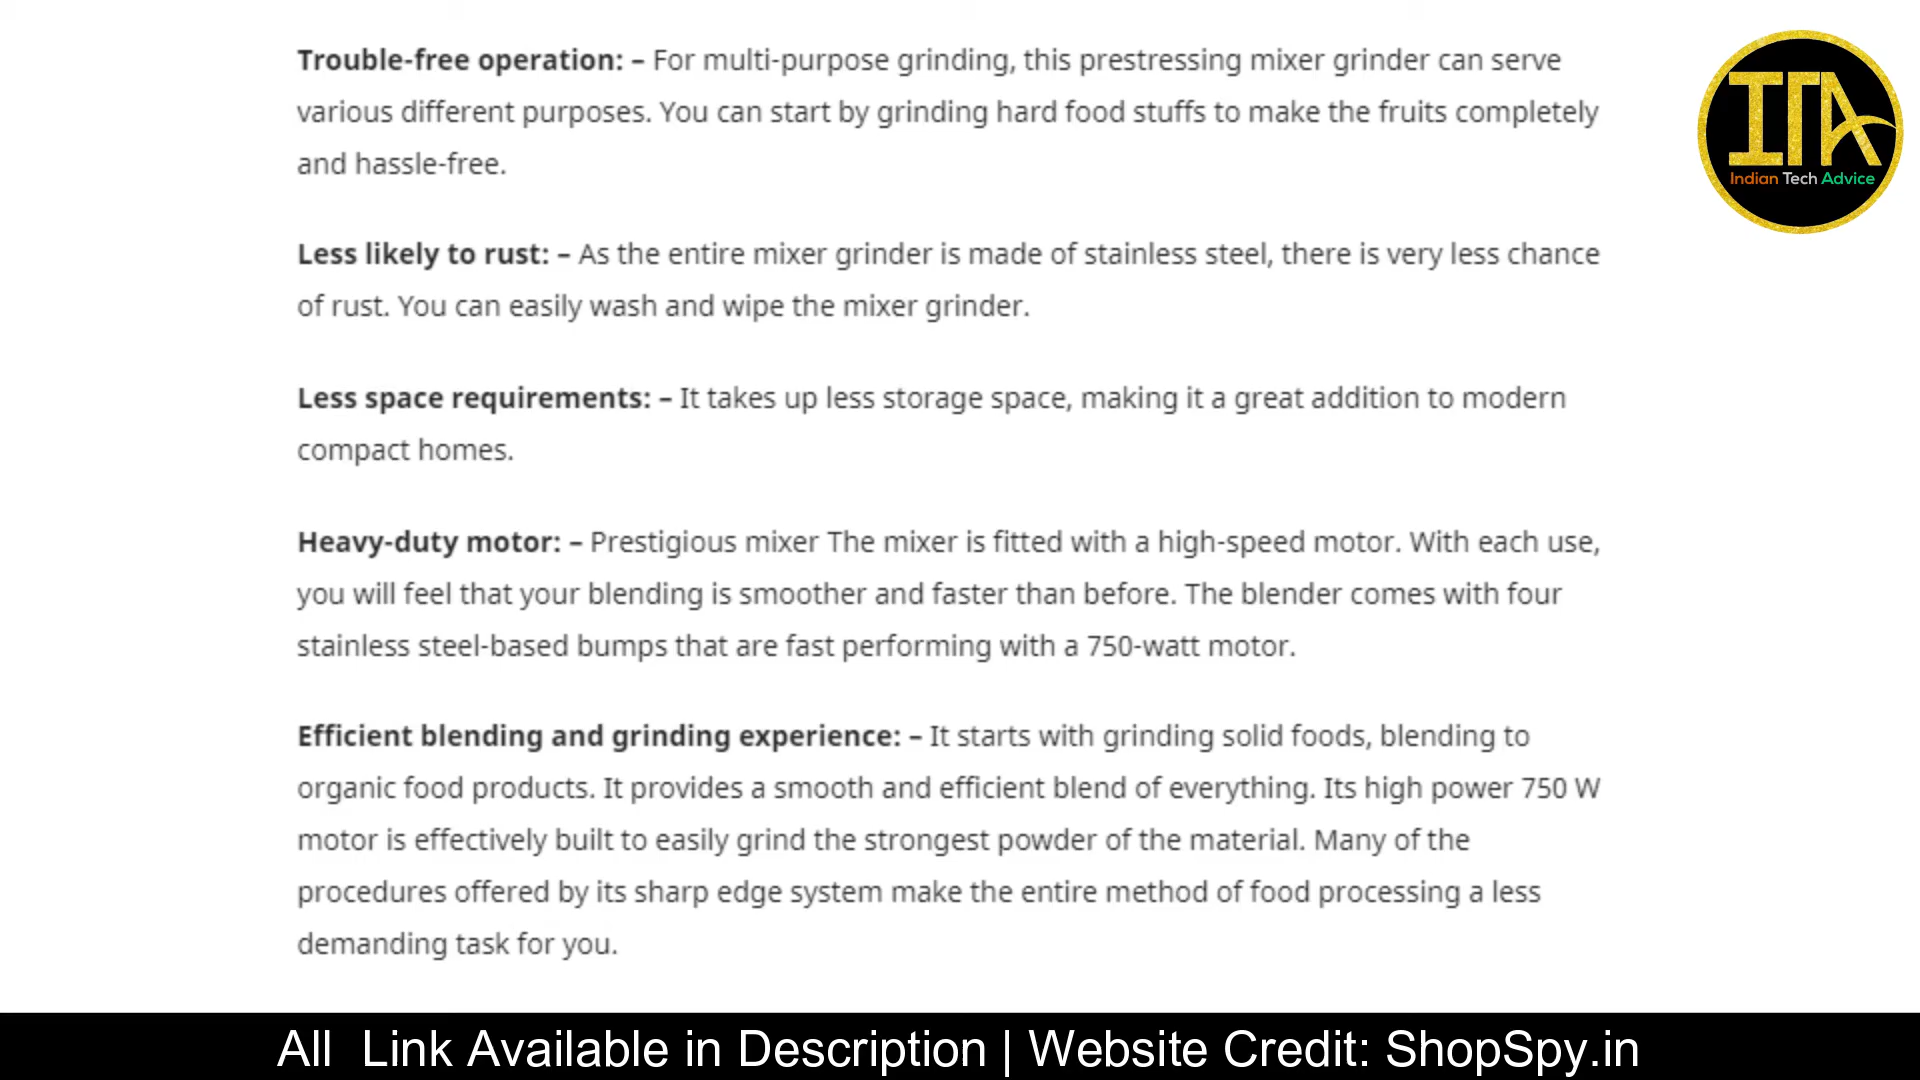 Trouble-free operation: – For multi-purpose grinding, this prestressing mixer grinder can serve
various different purposes. You can start by grinding hard food stuffs to make the fruits completely
and hassle-free.
Less likely to rust: – As the entire mixer grinder is made of stainless steel, there is very less chance
of rust. You can easily wash and wipe the mixer grinder.
Less space requirements: – It takes up less storage space, making it a great addition to modern
compact homes.
Heavy-duty motor: – Prestigious mixer The mixer is fitted with a high-speed motor. With each use,
you will feel that your blending is smoother and faster than before. The blender comes with four
stainless steel-based bumps that are fast performing with a 750-watt motor.
Efficient blending and grinding experience: – It starts with grinding solid foods, blending to
organic food products. It provides a smooth and efficient blend of everything. Its high power 750 W
motor is effectively built to easily grind the strongest powder of the material. Many of the
procedures offered by its sharp edge system make the entire method of food processing a less
demanding task for you.
ITA
Indian Tech Advice
All  Link Available in Description | Website Credit: ShopSpy.in